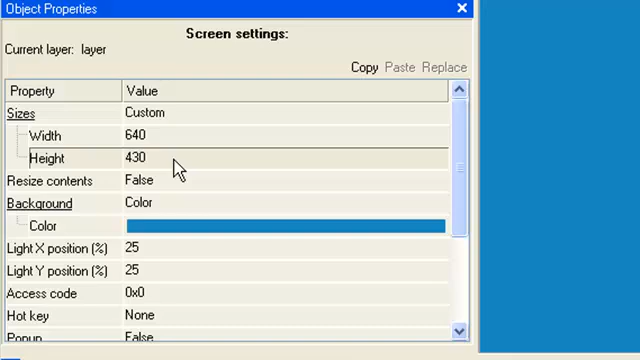 Object Properties
Screen settings:
Current layer: layer
Copy Paste Replace
Property Value
Sizes Custom
Width 640
Height 430
Resize contents False
Background Color
Color
Light X position (%) 25
Light Y position (%) 25
Access code 0x0
Hot key None
Popup False